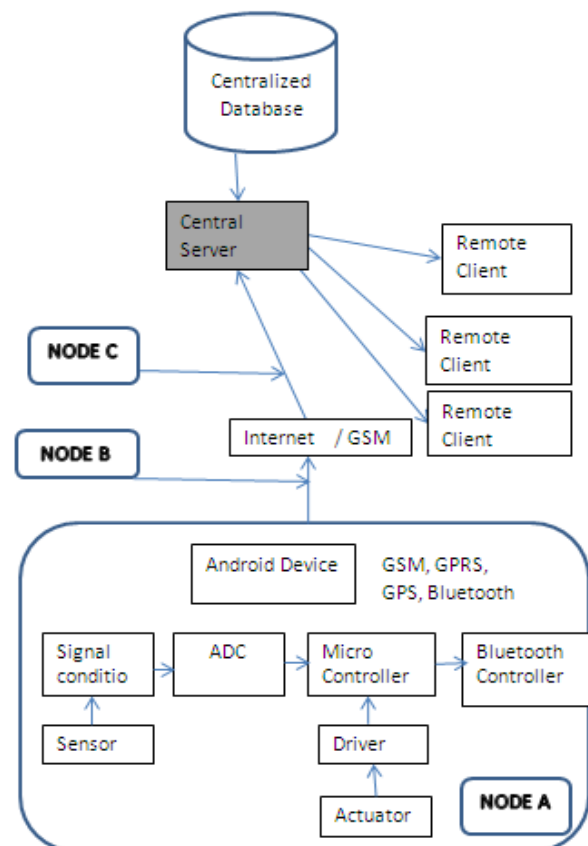 Centralized
Database
Central
Server
Remote
Client
Remote
Client
Remote
Client
NODE C
Internet / GSM
NODE B
Android Device
GSM, GPRS,
GPS, Bluetooth
Signal
conditio
ADC
Micro
Controller
Bluetooth
Controller
Sensor
Driver
Actuator
NODE A